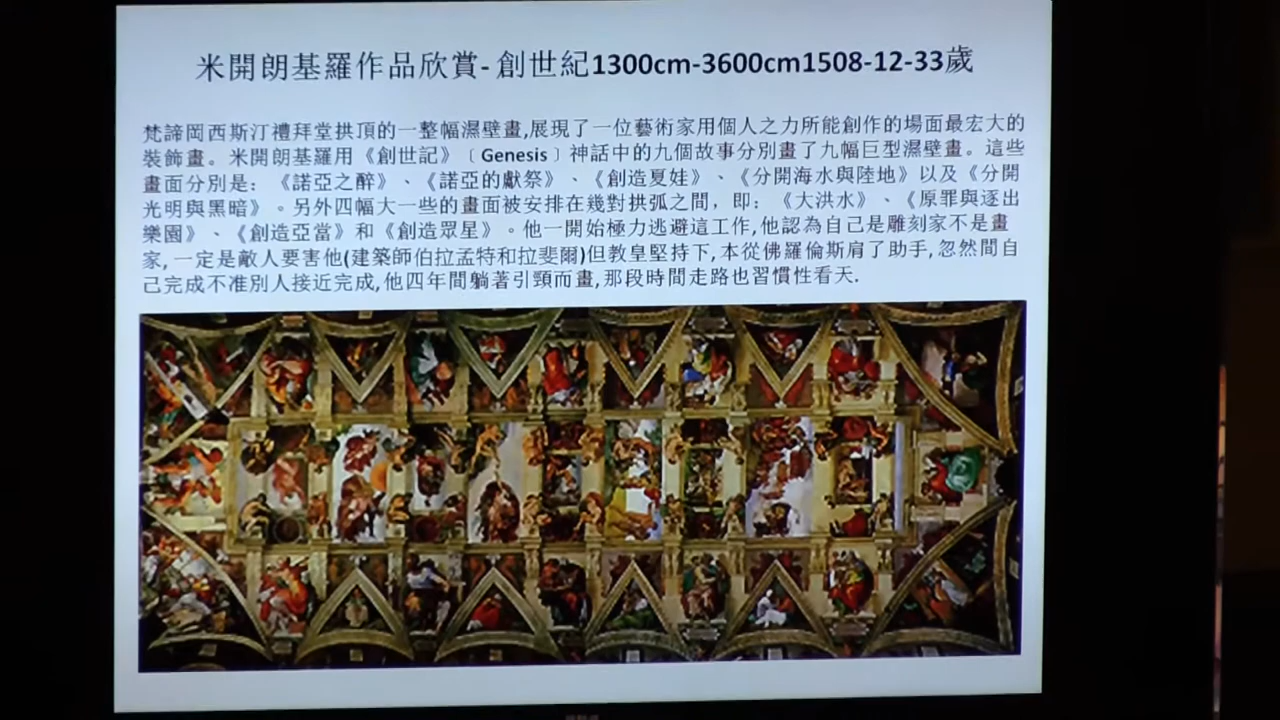 米開朗基羅作品欣賞-創世紀1300cm-3600cm1508-12-33歲
梵諦岡西斯汀禮拜堂拱頂的一整幅濕壁畫,展現了一位藝術家用個人之力所能創作的場面最宏大的
裝飾畫。米開朗基羅用《創世記》〔Genesis〕神話中的九個故事分別畫了九幅巨型濕壁畫。這些
畫面分別是：《諾亞之醉》、《諾亞的獻祭》、《創造夏娃》、《分開海水與陸地》以及《分開
光明與黑暗》。另外四幅大一些的畫面被安排在幾對拱弧之間，即：《大洪水》、《原罪與逐出
樂園》、《創造亞當》和《創造眾星》。他一開始極力逃避這工作,他認為自己是雕刻家不是畫
家,一定是敵人要害他(建築師伯拉孟特和拉斐爾)但教皇堅持下,本從佛羅倫斯肩了助手,忽然間自
己完成不准別人接近完成,他四年間躺著引頸而畫,那段時間走路也習慣性看天.